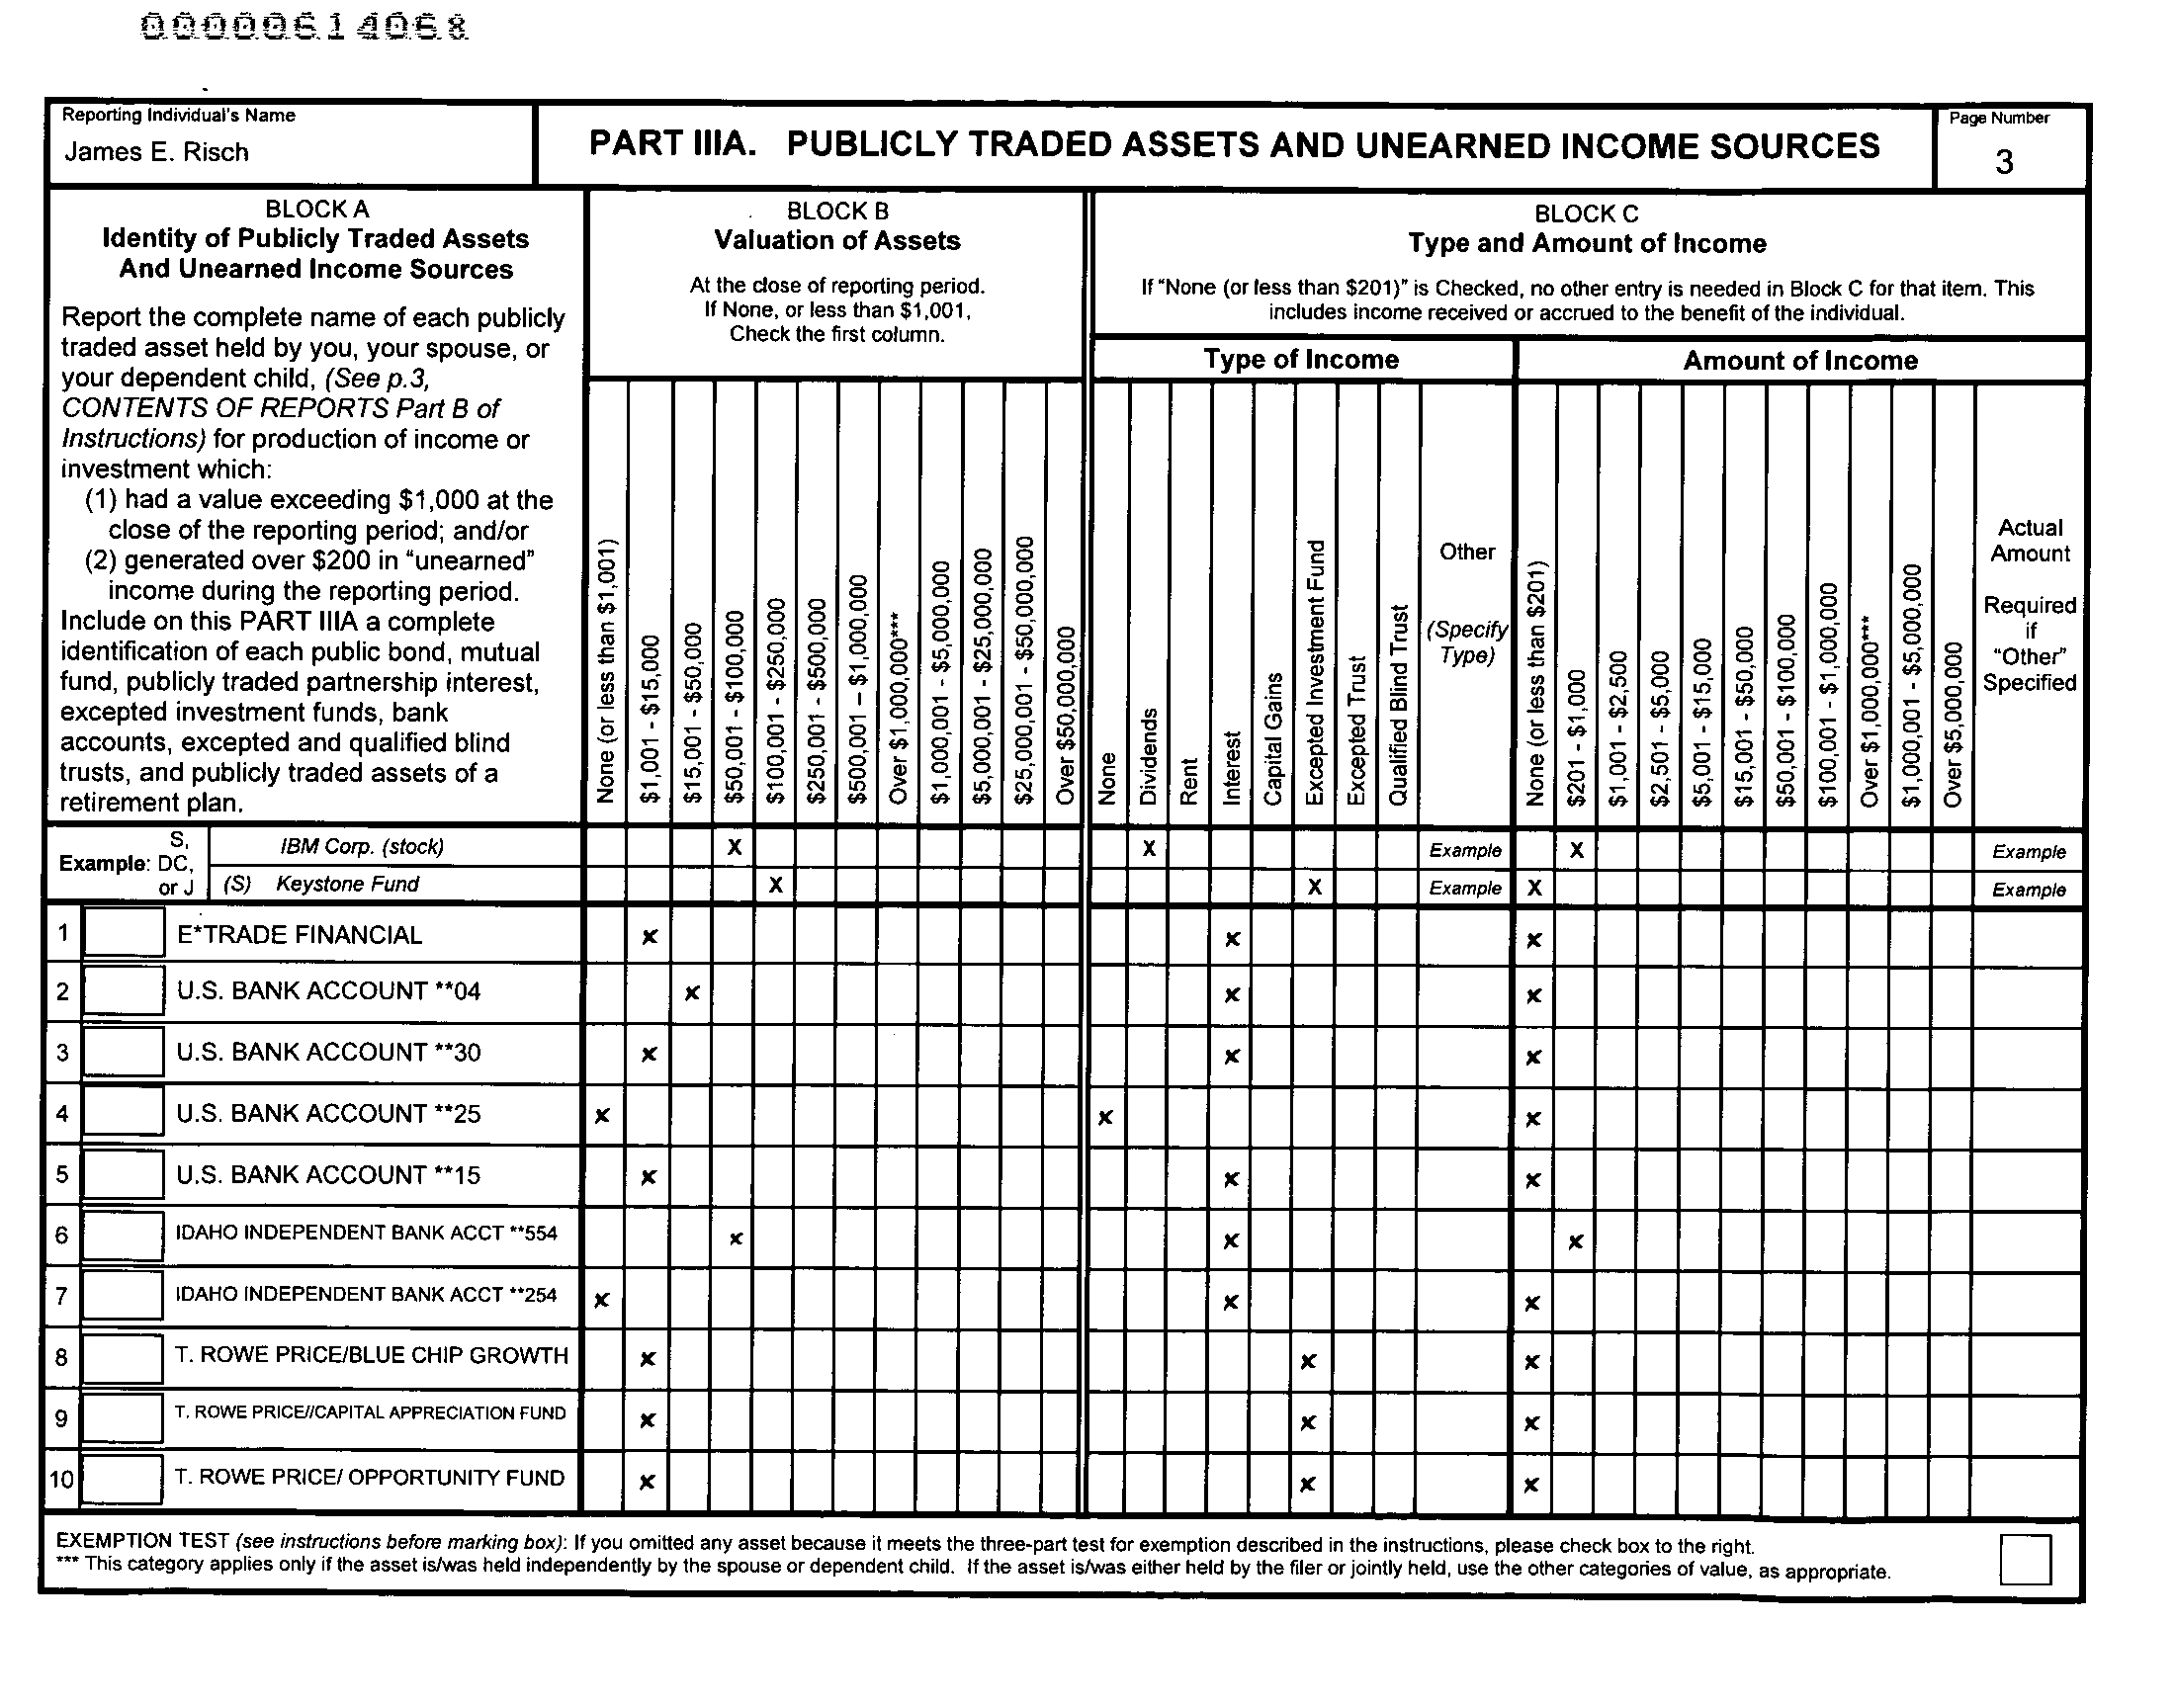 00000614068
Reporting Individual's Name
James E. Risch
PART IIIA. PUBLICLY TRADED ASSETS AND UNEARNED INCOME SOURCES
Page Number
3
BLOCK A
Identity of Publicly Traded Assets
And Unearned Income Sources
Report the complete name of each publicly
traded asset held by you, your spouse, or
your dependent child, (See p.3,
CONTENTS OF REPORTS Part B of
Instructions) for production of income or
investment which:
(1) had a value exceeding $1,000 at the
close of the reporting period; and/or
(2) generated over $200 in "unearned"
income during the reporting period.
Include on this PART IIIA a complete
identification of each public bond, mutual
fund, publicly traded partnership interest,
excepted investment funds, bank
accounts, excepted and qualified blind
trusts, and publicly traded assets of a
retirement plan.
BLOCK B
Valuation of Assets
At the close of reporting period.
If None, or less than $1,001,
Check the first column.
None (or less than $1,001)
$1,001 - $15,000
$15,001 - $50,000
$50,001 - $100,000
$100,001 - $250,000
$250,001 - $500,000
$500,001 – $1,000,000
Over $1,000,000***
$1,000,001 - $5,000,000
$5,000,001 - $25,000,000
$25,000,001 - $50,000,000
Over $50,000,000
BLOCK C
Type and Amount of Income
If "None (or less than $201)" is Checked, no other entry is needed in Block C for that item. This
includes income received or accrued to the benefit of the individual.
Type of Income
None
Dividends
Rent
Interest
Capital Gains
Excepted Investment Fund
Excepted Trust
Qualified Blind Trust
Other
(Specify
Type)
Amount of Income
None (or less than $201)
$201 - $1,000
$1,001 - $2,500
$2,501 - $5,000
$5,001 - $15,000
$15,001 - $50,000
$50,001 - $100,000
$100,001 - $1,000,000
Over $1,000,000***
$1,000,001 - $5,000,000
Over $5,000,000
Actual
Amount
Required
if
"Other"
Specified
Example: S,
DC,
or J
IBM Corp. (stock) X X Example X Example
(S) Keystone Fund X X Example X Example
1 E*TRADE FINANCIAL x x x
2 U.S. BANK ACCOUNT **04 x x x
3 U.S. BANK ACCOUNT **30 x x x
4 U.S. BANK ACCOUNT **25 x x x
5 U.S. BANK ACCOUNT **15 x x x
6 IDAHO INDEPENDENT BANK ACCT **554 x x x
7 IDAHO INDEPENDENT BANK ACCT **254 x x x
8 T. ROWE PRICE/BLUE CHIP GROWTH x x x
9 T. ROWE PRICE//CAPITAL APPRECIATION FUND x x x
10 T. ROWE PRICE/ OPPORTUNITY FUND x x x
EXEMPTION TEST (see instructions before marking box): If you omitted any asset because it meets the three-part test for exemption described in the instructions, please check box to the right.
*** This category applies only if the asset is/was held independently by the spouse or dependent child. If the asset is/was either held by the filer or jointly held, use the other categories of value, as appropriate.